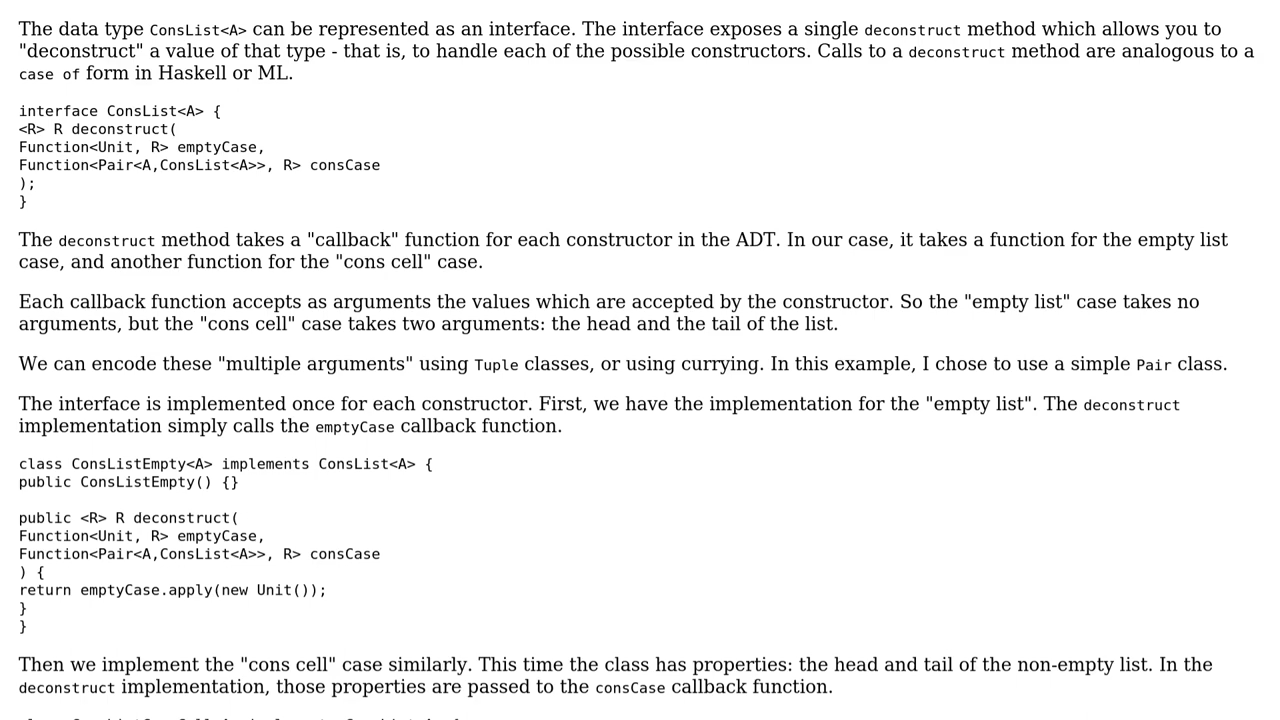 The data type ConsList<A> can be represented as an interface. The interface exposes a single deconstruct method which allows you to
"deconstruct" a value of that type - that is, to handle each of the possible constructors. Calls to a deconstruct method are analogous to a
case of form in Haskell or ML.
interface ConsList<A> {
<R> R deconstruct(
Function<Unit, R> emptyCase,
Function<Pair<A,ConsList<A>>, R> consCase
);
}
The deconstruct method takes a "callback" function for each constructor in the ADT. In our case, it takes a function for the empty list
case, and another function for the "cons cell" case.
Each callback function accepts as arguments the values which are accepted by the constructor. So the "empty list" case takes no
arguments, but the "cons cell" case takes two arguments: the head and the tail of the list.
We can encode these "multiple arguments" using Tuple classes, or using currying. In this example, I chose to use a simple Pair class.
The interface is implemented once for each constructor. First, we have the implementation for the "empty list". The deconstruct
implementation simply calls the emptyCase callback function.
class ConsListEmpty<A> implements ConsList<A> {
public ConsListEmpty() {}
public <R> R deconstruct(
Function<Unit, R> emptyCase,
Function<Pair<A,ConsList<A>>, R> consCase
) {
return emptyCase.apply(new Unit());
}
}
Then we implement the "cons cell" case similarly. This time the class has properties: the head and tail of the non-empty list. In the
deconstruct implementation, those properties are passed to the consCase callback function.